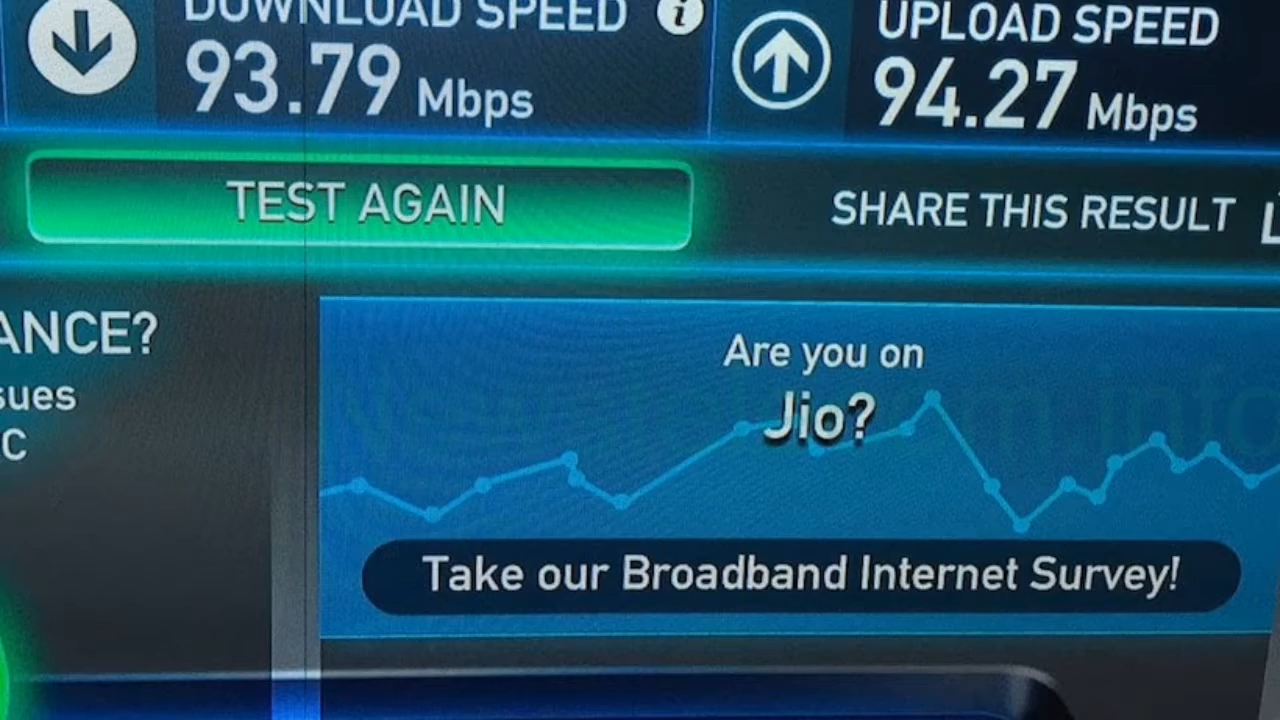 DOWNLOAD SPEED
93.79 Mbps
UPLOAD SPEED
94.27 Mbps
TEST AGAIN
SHARE THIS RESULT
ANCE?
sues
C
Are you on
Jio?
Take our Broadband Internet Survey!